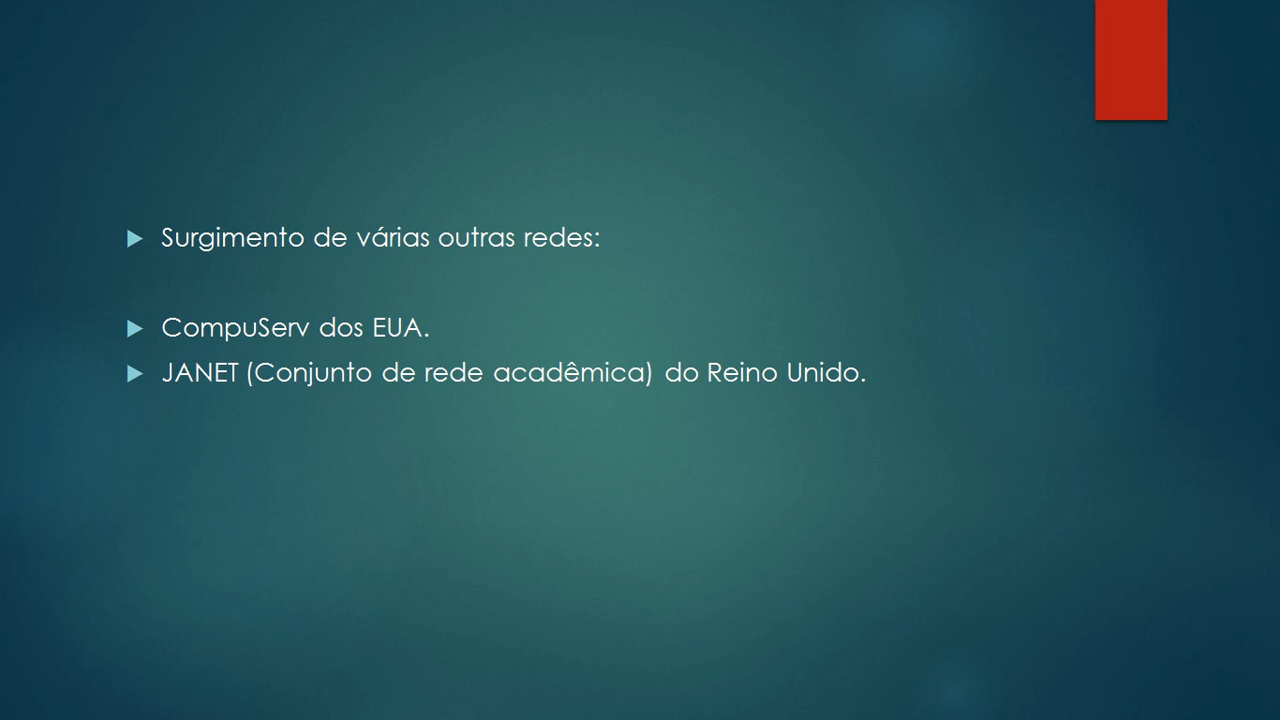 Surgimento de várias outras redes:
CompuServ dos EUA.
JANET (Conjunto de rede acadêmica) do Reino Unido.